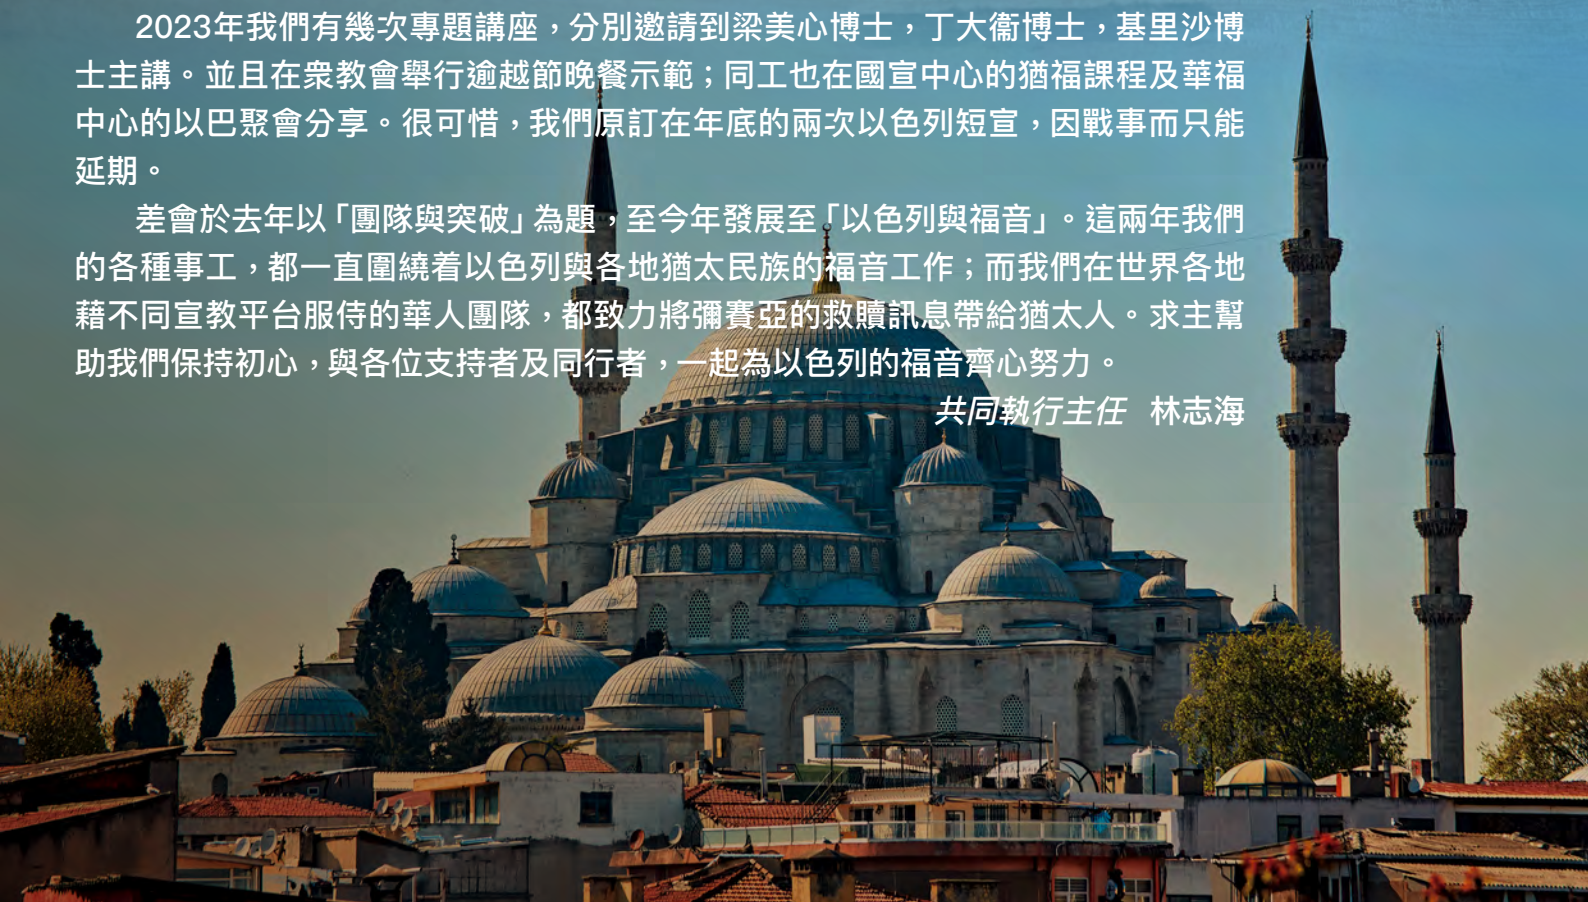 2023年我們有幾次專題講座，分別邀請到梁美心博士，丁大衞博士，基里沙博
士主講。並且在衆教會舉行逾越節晚餐示範；同工也在國宣中心的猶福課程及華福
中心的以巴聚會分享。很可惜，我們原訂在年底的兩次以色列短宣，因戰事而只能
延期。
差會於去年以「團隊與突破」為題，至今年發展至「以色列與福音」。這兩年我們
的各種事工，都一直圍繞着以色列與各地猶太民族的福音工作；而我們在世界各地
藉不同宣教平台服侍的華人團隊，都致力將彌賽亞的救贖訊息帶給猶太人。求主幫
助我們保持初心，與各位支持者及同行者，一起為以色列的福音齊心努力。
共同執行主任 林志海